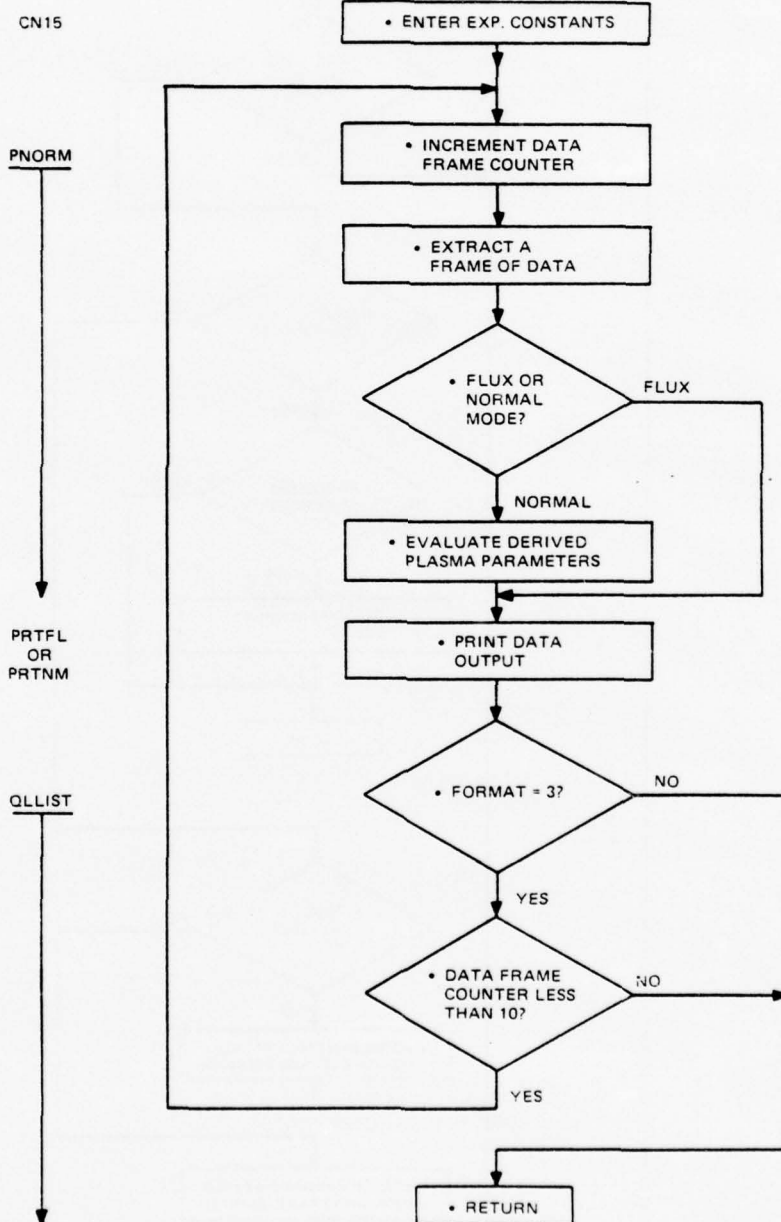 CN15
• ENTER EXP. CONSTANTS
PNORM
• INCREMENT DATA
FRAME COUNTER
• EXTRACT A
FRAME OF DATA
• FLUX OR
NORMAL
MODE?
FLUX
NORMAL
• EVALUATE DERIVED
PLASMA PARAMETERS
PRTFL
OR
PRTNM
• PRINT DATA
OUTPUT
QLLIST
• FORMAT = 3?
NO
YES
• DATA FRAME
COUNTER LESS
THAN 10?
NO
YES
• RETURN